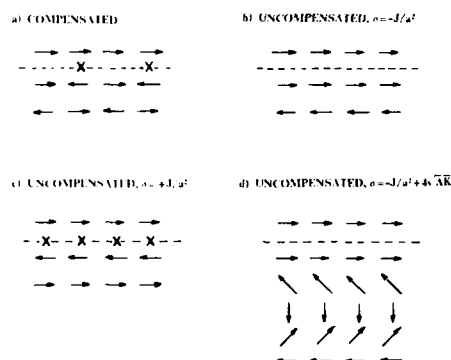 a) COMPENSATED
b) UNCOMPENSATED, σ=-J/a²
X X
c) UNCOMPENSATED, σ= +J/a²
d) UNCOMPENSATED, σ=-J/a²+4√AK
X X X X